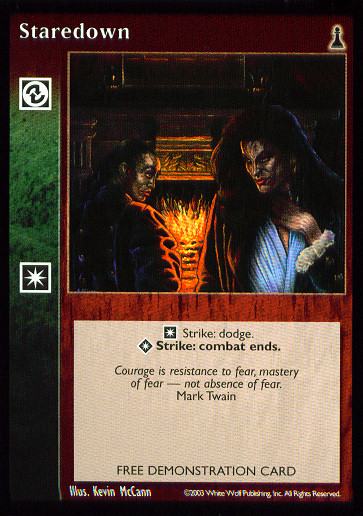 Staredown
Strike: dodge.
Strike: combat ends.
Courage is resistance to fear, mastery
of fear — not absence of fear.
Mark Twain
FREE DEMONSTRATION CARD
Illus. Kevin McCann
©2003 White Wolf Publishing, Inc. All Rights Reserved.